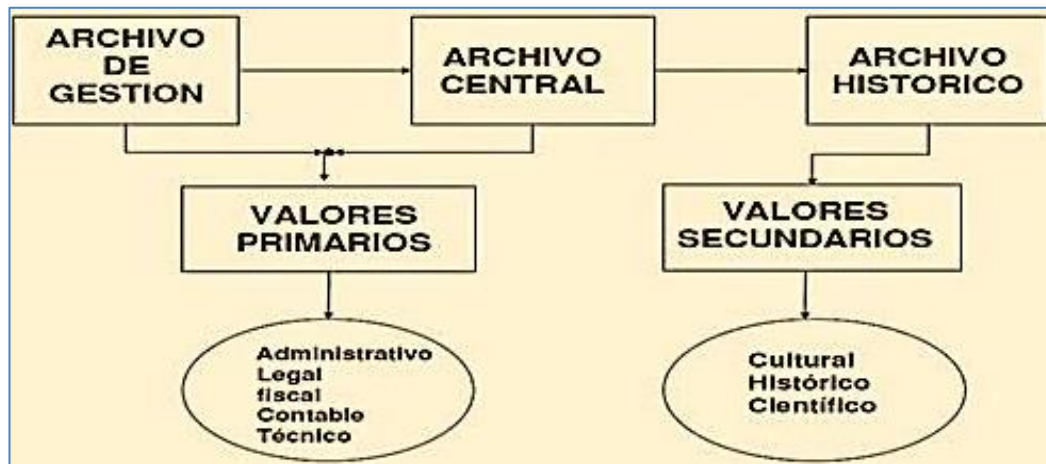 ARCHIVO
DE
GESTION
ARCHIVO
CENTRAL
ARCHIVO
HISTORICO
VALORES
PRIMARIOS
VALORES
SECUNDARIOS
Administrativo
Legal
fiscal
Contable
Técnico
Cultural
Histórico
Científico